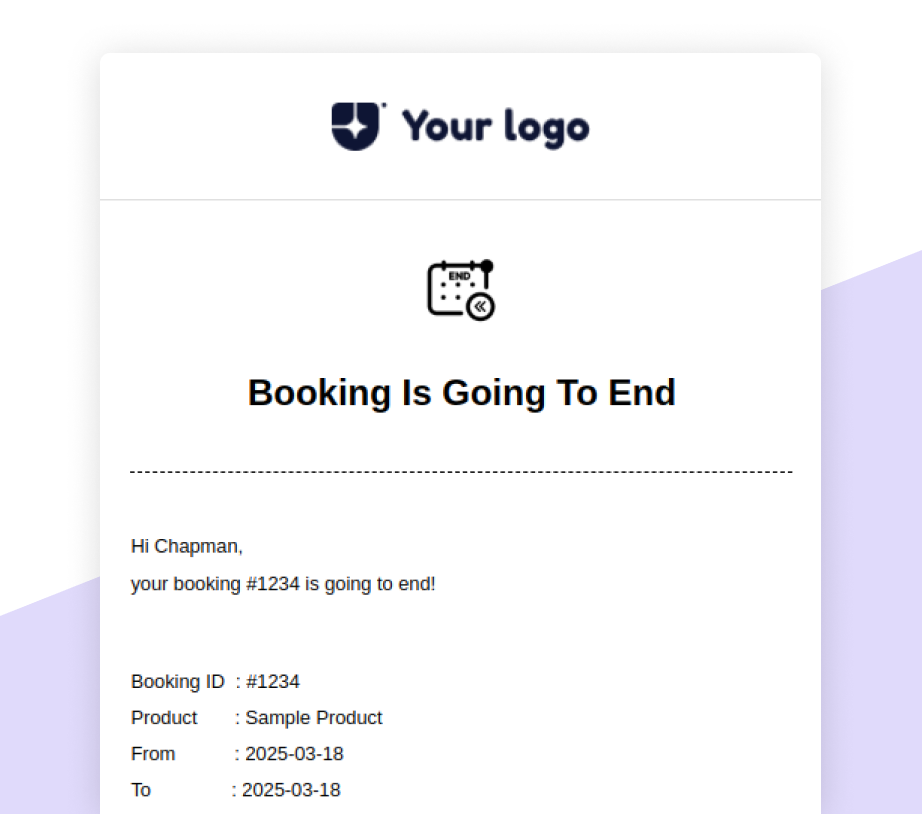 Your logo
END
Booking Is Going To End
Hi Chapman,
your booking #1234 is going to end!
Booking ID : #1234
Product : Sample Product
From : 2025-03-18
To : 2025-03-18